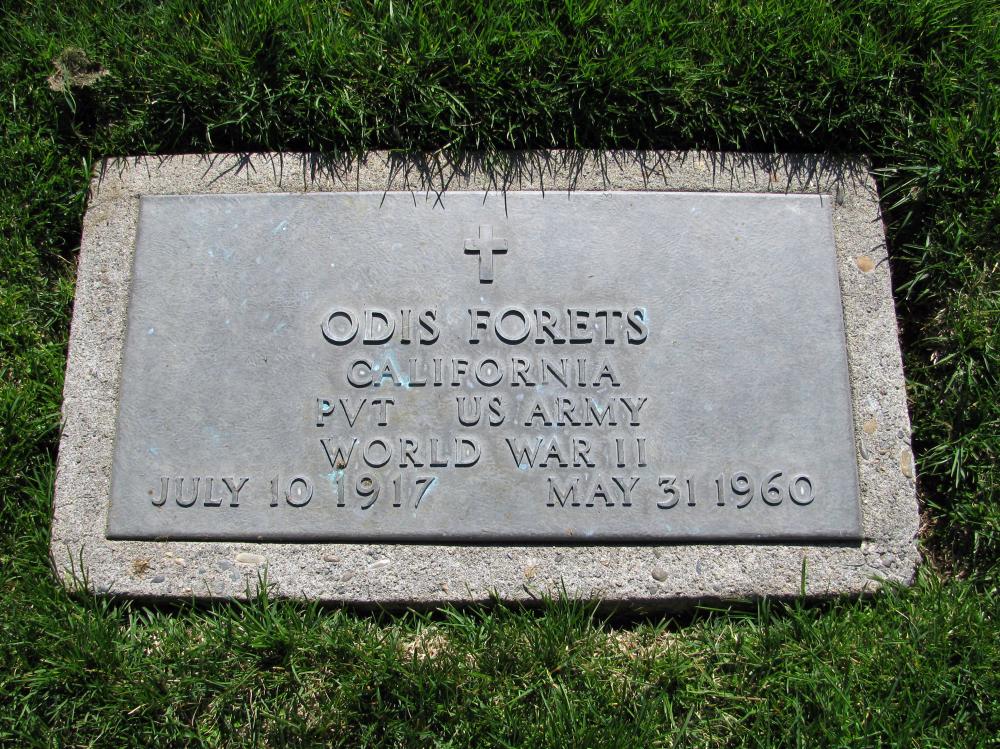 ODIS FORETS
CALIFORNIA
PVT US ARMY
WORLD WAR II
JULY 10 1917 MAY 31 1960